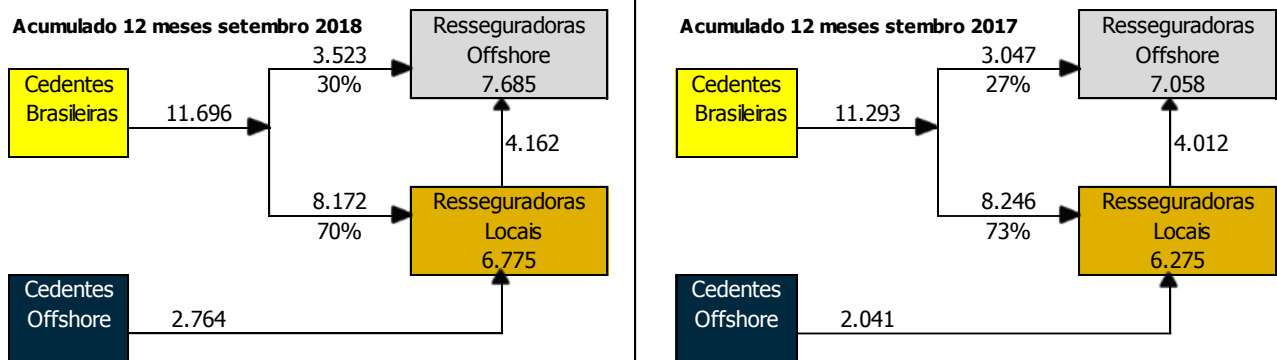 Acumulado 12 meses setembro 2018
Resseguradoras
Offshore
7.685
3.523
30%
Cedentes
Brasileiras
11.696
4.162
8.172
70%
Resseguradoras
Locais
6.775
Cedentes
Offshore
2.764
Acumulado 12 meses stembro 2017
Resseguradoras
Offshore
7.058
3.047
27%
Cedentes
Brasileiras
11.293
4.012
8.246
73%
Resseguradoras
Locais
6.275
Cedentes
Offshore
2.041